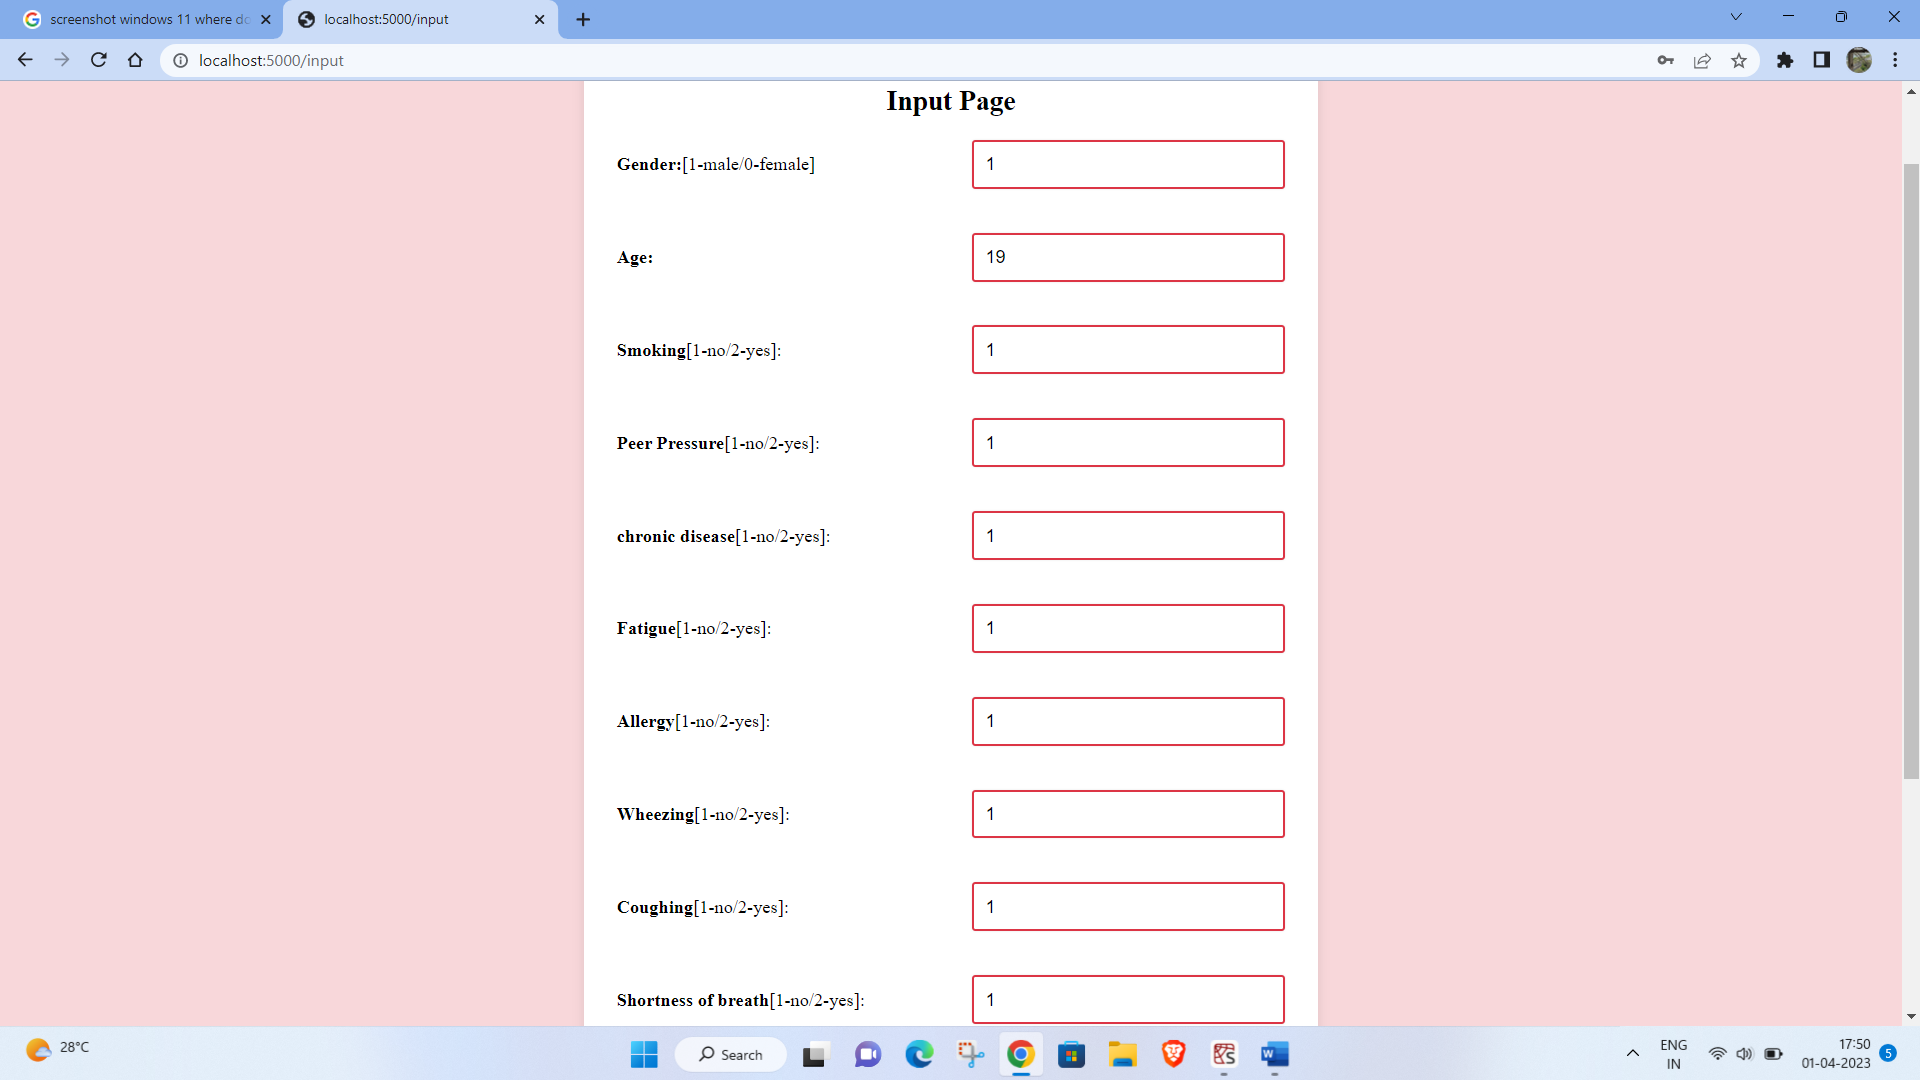 screenshot windows 11 where dc
localhost:5000/input
localhost:5000/input
Input Page
Gender:[1-male/0-female] 1
Age: 19
Smoking[1-no/2-yes]: 1
Peer Pressure[1-no/2-yes]: 1
chronic disease[1-no/2-yes]: 1
Fatigue[1-no/2-yes]: 1
Allergy[1-no/2-yes]: 1
Wheezing[1-no/2-yes]: 1
Coughing[1-no/2-yes]: 1
Shortness of breath[1-no/2-yes]: 1
28°C
Search
ENG
IN
17:50
01-04-2023
5